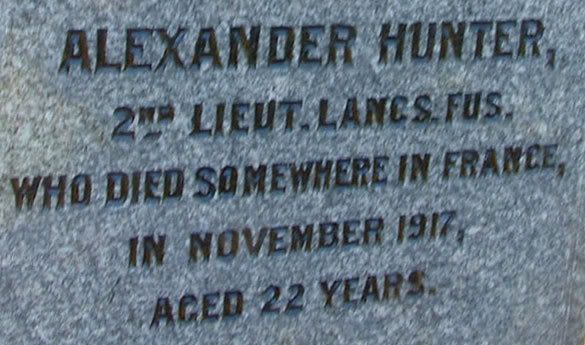 ALEXANDER HUNTER,
2ND LIEUT. LANCS. FUS.
WHO DIED SOMEWHERE IN FRANCE,
IN NOVEMBER 1917,
AGED 22 YEARS.